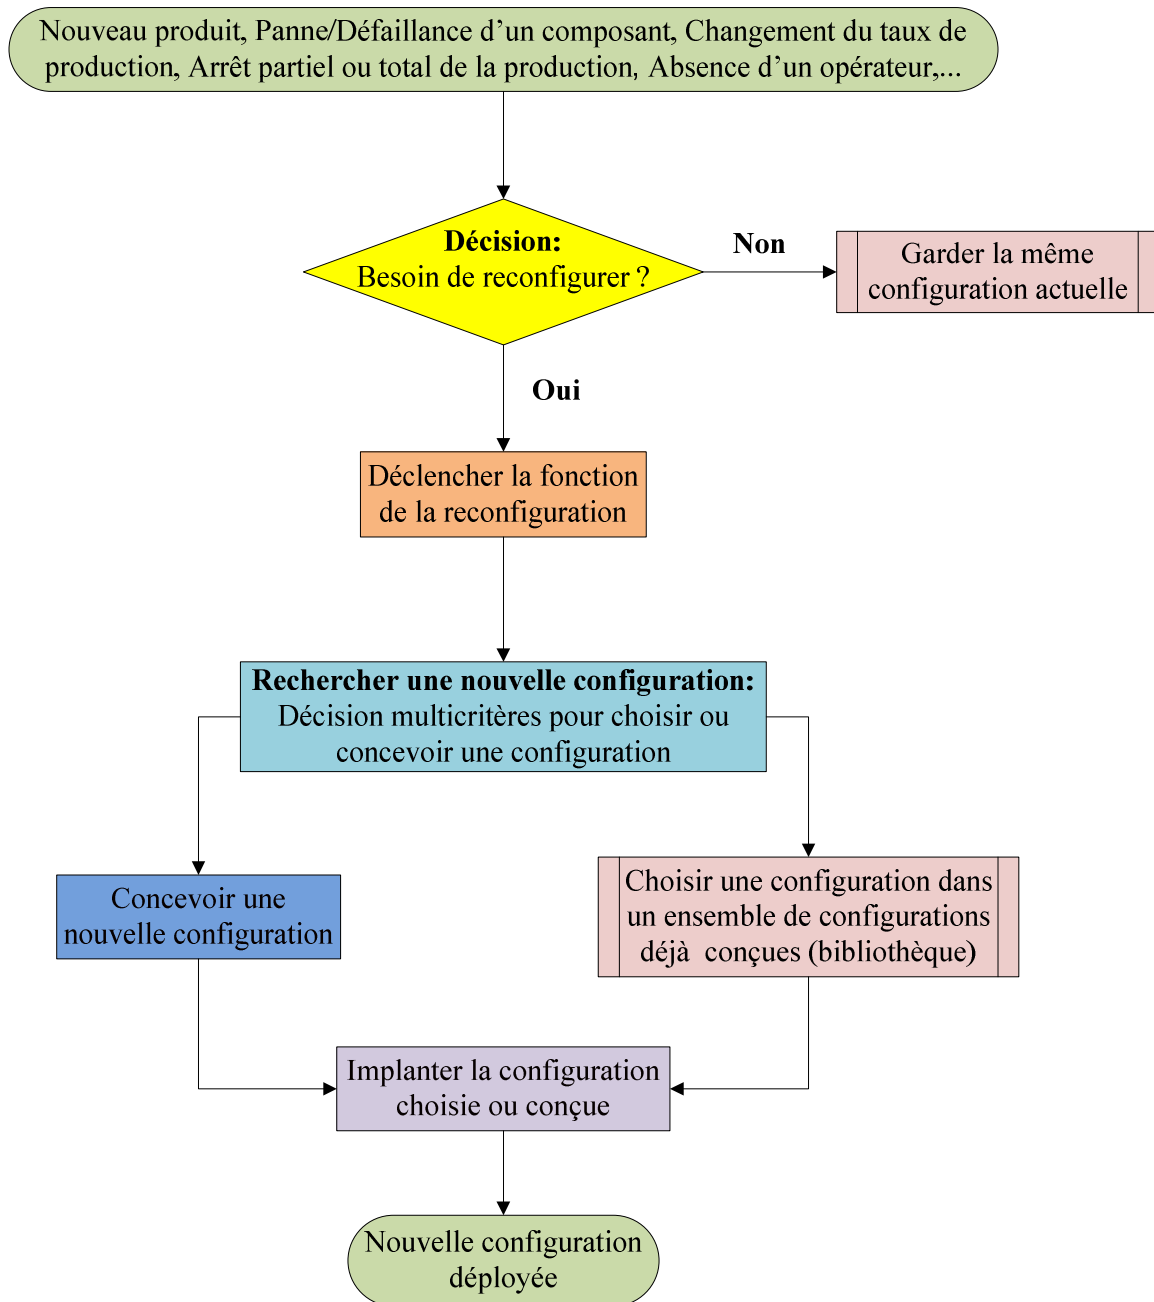 Nouveau produit, Panne/Défaillance d’un composant, Changement du taux de
production, Arrêt partiel ou total de la production, Absence d’un opérateur,...
Décision:
Besoin de reconfigurer ?
Non
Garder la même
configuration actuelle
Oui
Déclencher la fonction
de la reconfiguration
Rechercher une nouvelle configuration:
Décision multicritères pour choisir ou
concevoir une configuration
Concevoir une
nouvelle configuration
Choisir une configuration dans
un ensemble de configurations
déjà conçues (bibliothèque)
Implanter la configuration
choisie ou conçue
Nouvelle configuration
déployée